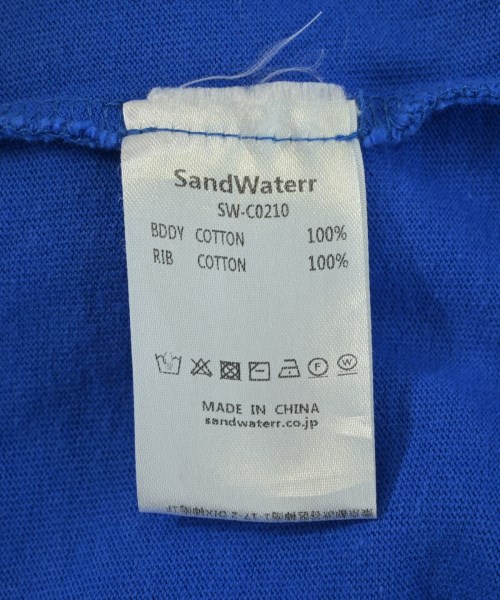 SandWaterr
SW-C0210
BDDY COTTON 100%
RIB COTTON 100%
F W
MADE IN CHINA
sandwaterr.co.jp